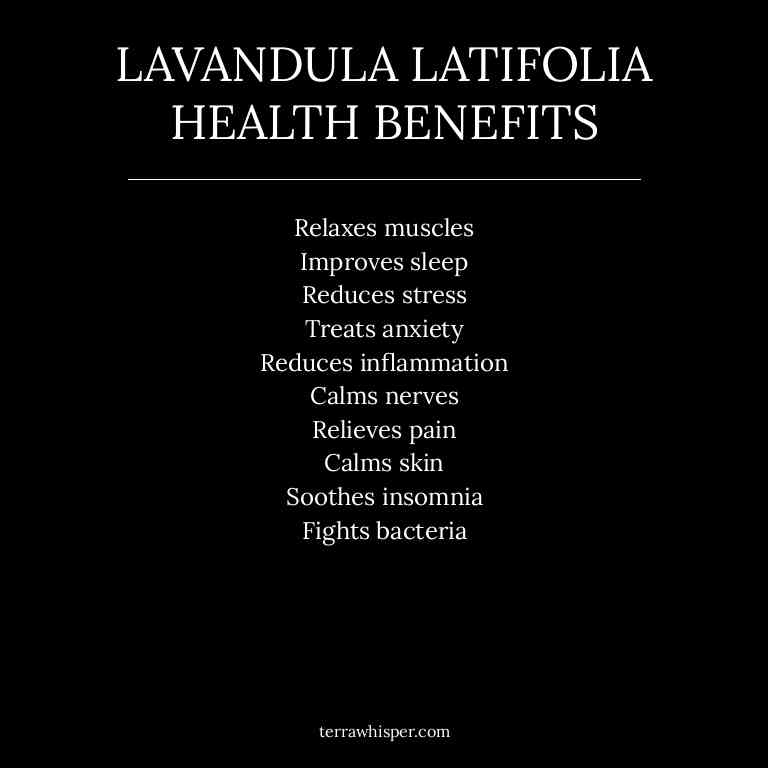 LAVANDULA LATIFOLIA
HEALTH BENEFITS
Relaxes muscles
Improves sleep
Reduces stress
Treats anxiety
Reduces inflammation
Calms nerves
Relieves pain
Calms skin
Soothes insomnia
Fights bacteria
terrawhisper.com